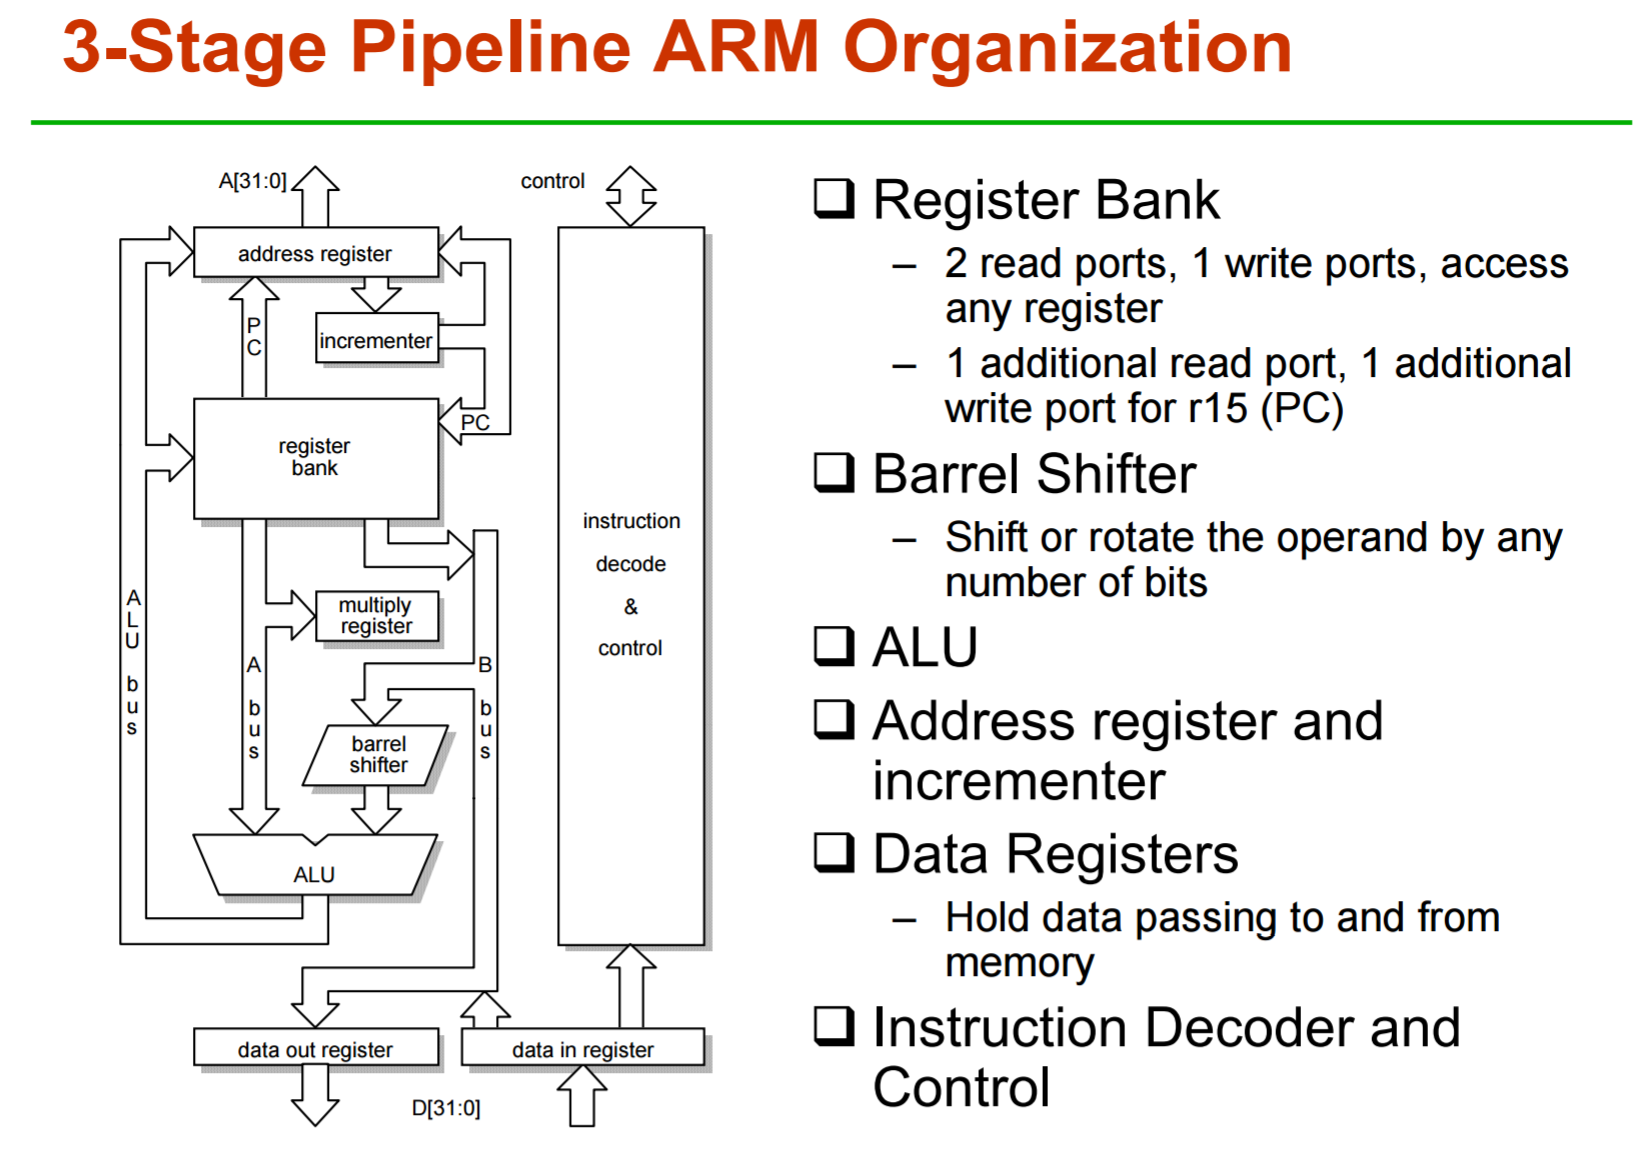 3-Stage Pipeline ARM Organization
A[31:0]
control
address register
PC
incrementer
PC
register
bank
instruction
decode
&
control
multiply
register
ALU bus
A bus
B bus
barrel
shifter
ALU
data out register
data in register
D[31:0]
Register Bank
– 2 read ports, 1 write ports, access
any register
– 1 additional read port, 1 additional
write port for r15 (PC)
Barrel Shifter
– Shift or rotate the operand by any
number of bits
ALU
Address register and
incrementer
Data Registers
– Hold data passing to and from
memory
Instruction Decoder and
Control